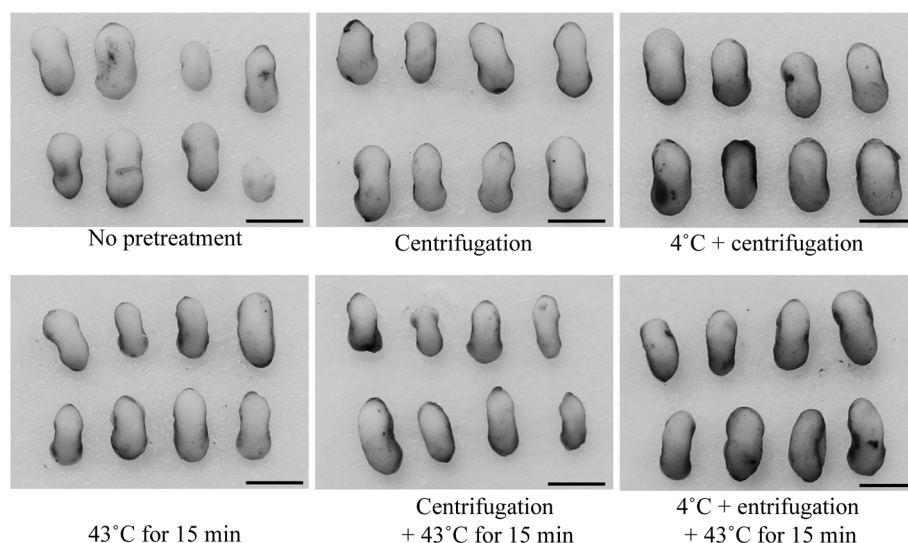 No pretreatment
Centrifugation
4˚C + centrifugation
43˚C for 15 min
Centrifugation
+ 43˚C for 15 min
4˚C + entrifugation
+ 43˚C for 15 min